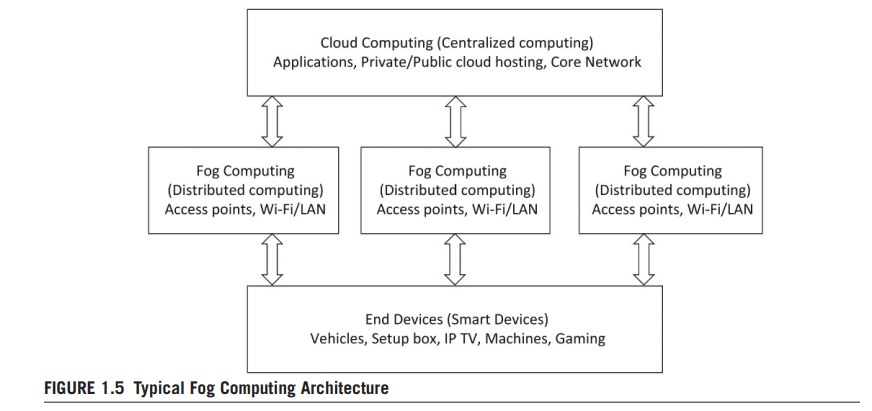 Cloud Computing (Centralized computing)
Applications, Private/Public cloud hosting, Core Network
Fog Computing
(Distributed computing)
Access points, Wi-Fi/LAN
Fog Computing
(Distributed computing)
Access points, Wi-Fi/LAN
Fog Computing
(Distributed computing)
Access points, Wi-Fi/LAN
End Devices (Smart Devices)
Vehicles, Setup box, IP TV, Machines, Gaming
FIGURE 1.5 Typical Fog Computing Architecture